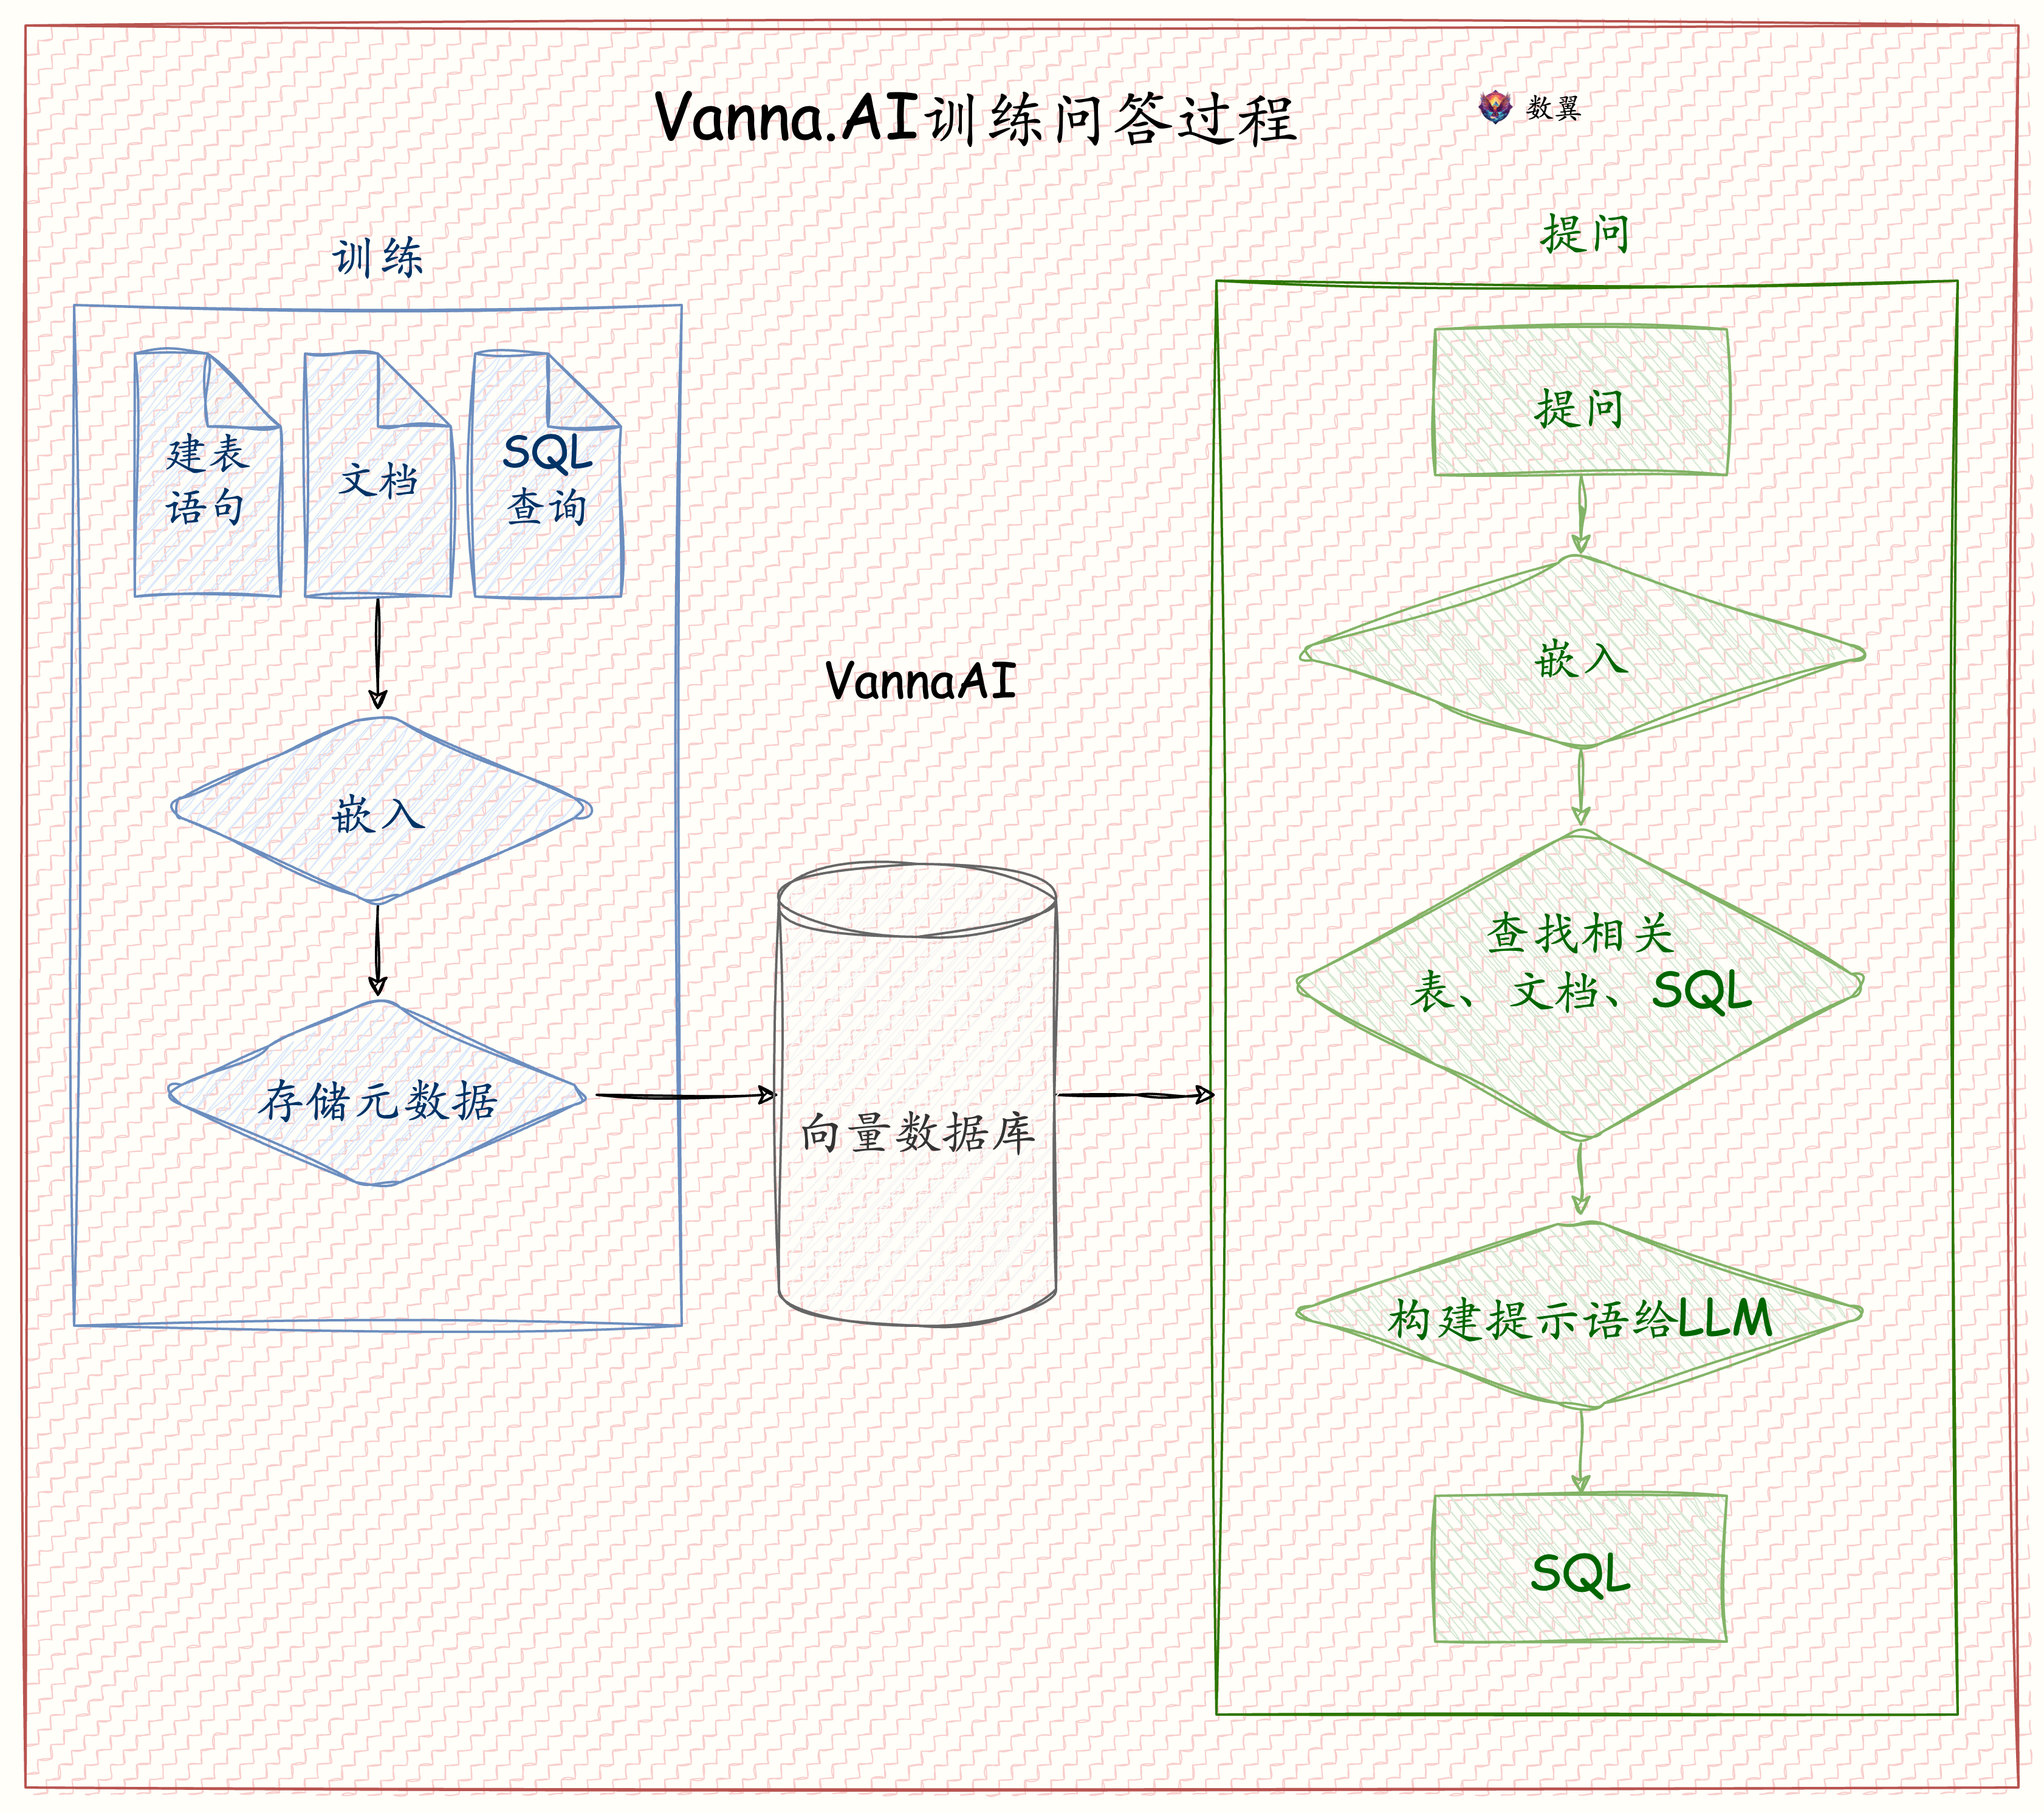 Vanna.AI训练问答过程
数翼
训练
建表
语句
文档
SQL
查询
嵌入
存储元数据
VannaAI
向量数据库
提问
提问
嵌入
查找相关
表、文档、SQL
构建提示语给LLM
SQL